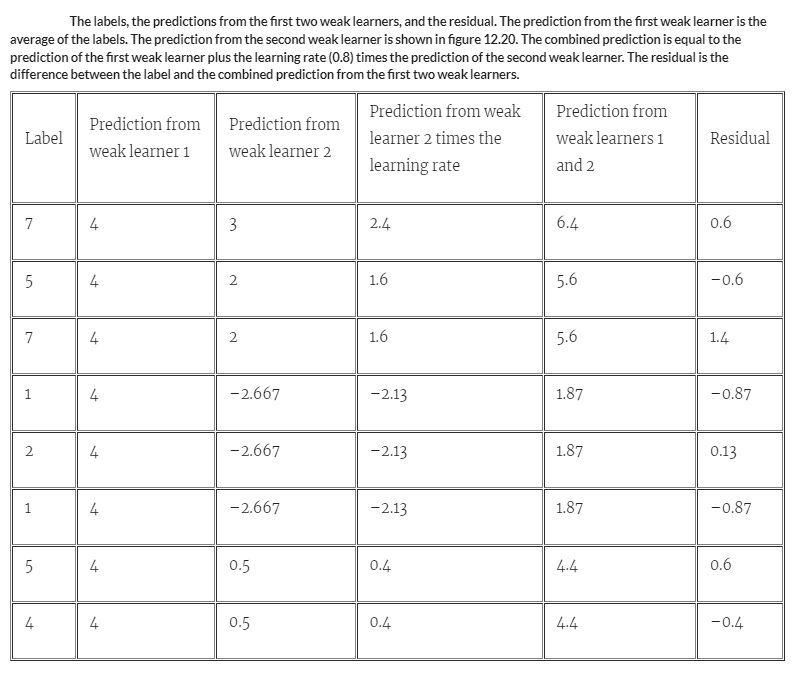 The labels, the predictions from the first two weak learners, and the residual. The prediction from the first weak learner is the
average of the labels. The prediction from the second weak learner is shown in figure 12.20. The combined prediction is equal to the
prediction of the first weak learner plus the learning rate (0.8) times the prediction of the second weak learner. The residual is the
difference between the label and the combined prediction from the first two weak learners.
Label
Prediction from
weak learner 1
Prediction from
weak learner 2
Prediction from weak
learner 2 times the
learning rate
Prediction from
weak learners 1
and 2
Residual
7 4 3 2.4 6.4 0.6
5 4 2 1.6 5.6 −0.6
7 4 2 1.6 5.6 1.4
1 4 −2.667 −2.13 1.87 −0.87
2 4 −2.667 −2.13 1.87 0.13
1 4 −2.667 −2.13 1.87 −0.87
5 4 0.5 0.4 4.4 0.6
4 4 0.5 0.4 4.4 −0.4